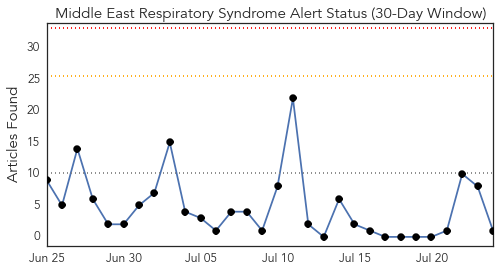 Middle East Respiratory Syndrome Alert Status (30-Day Window)
Articles Found
30
25
20
15
10
5
0
Jun 25 Jun 30 Jul 05 Jul 10 Jul 15 Jul 20